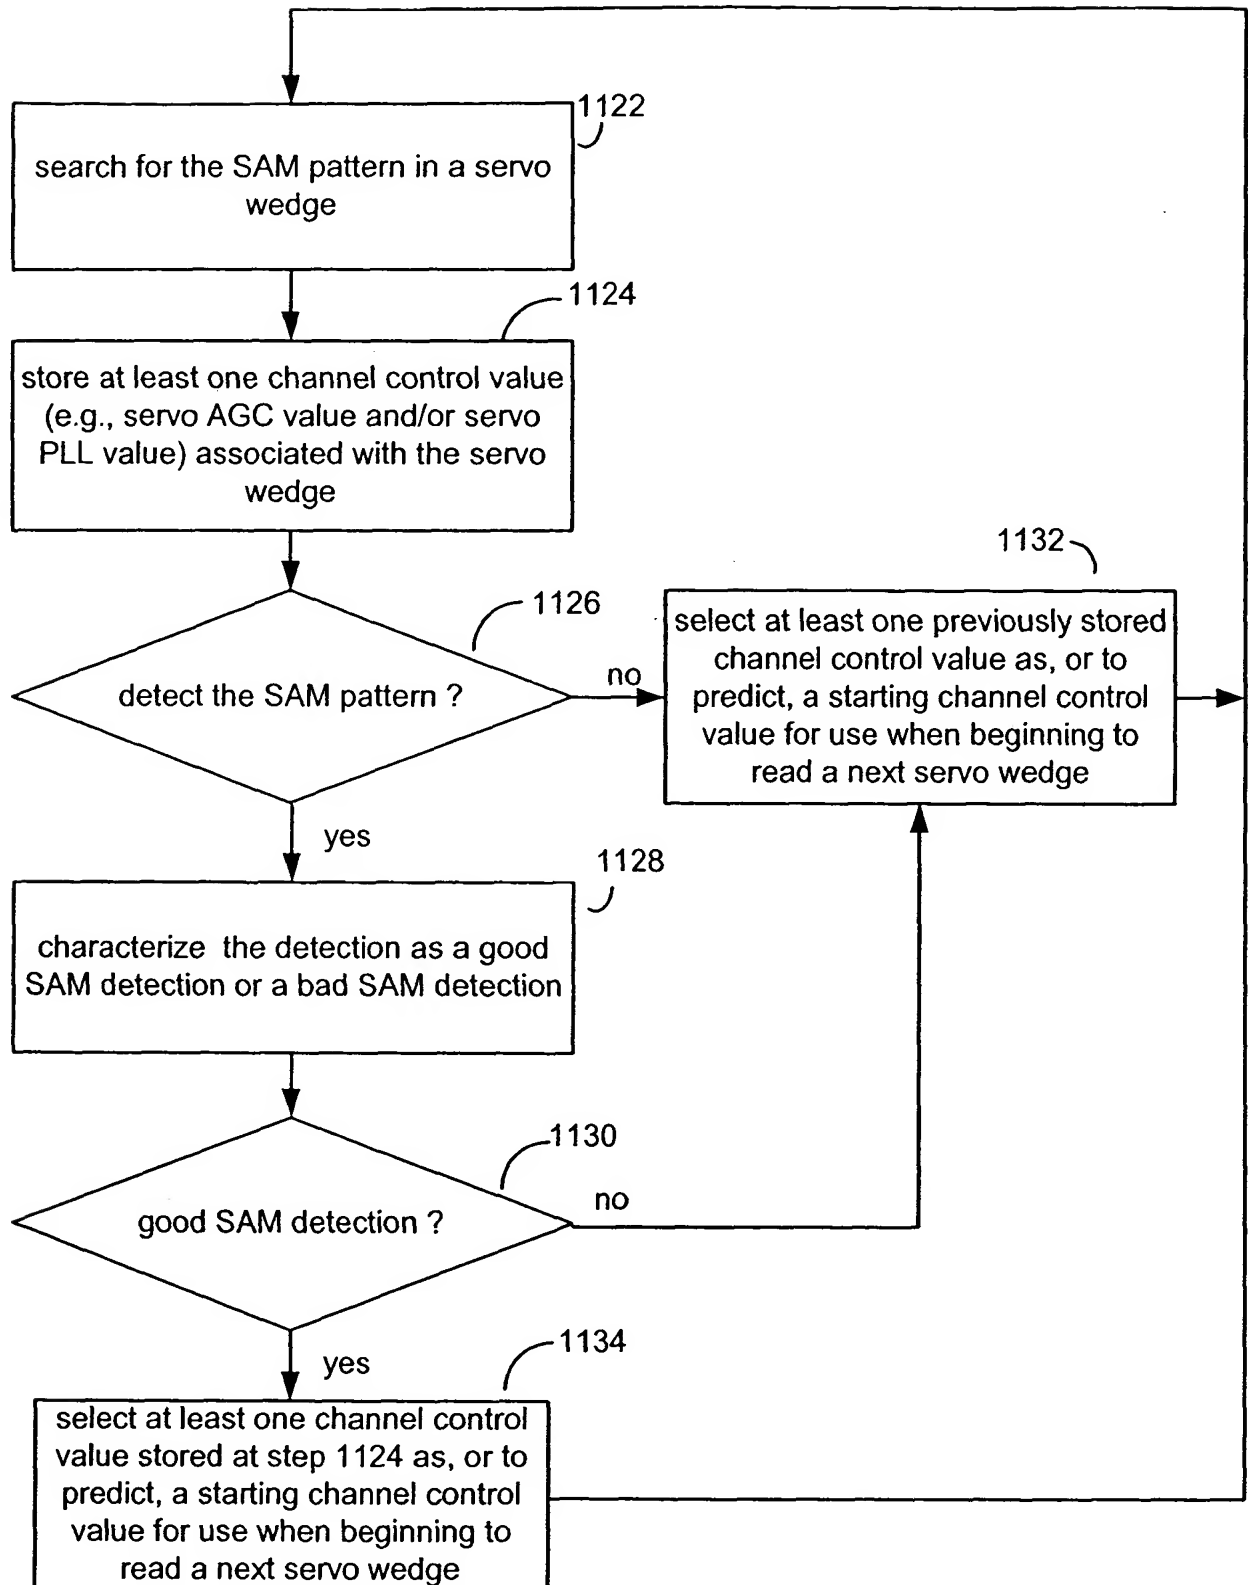 1122
search for the SAM pattern in a servo
wedge
1124
store at least one channel control value
(e.g., servo AGC value and/or servo
PLL value) associated with the servo
wedge
1126
detect the SAM pattern ?
no
yes
1132
select at least one previously stored
channel control value as, or to
predict, a starting channel control
value for use when beginning to
read a next servo wedge
1128
characterize the detection as a good
SAM detection or a bad SAM detection
1130
good SAM detection ?
no
yes
1134
select at least one channel control
value stored at step 1124 as, or to
predict, a starting channel control
value for use when beginning to
read a next servo wedge